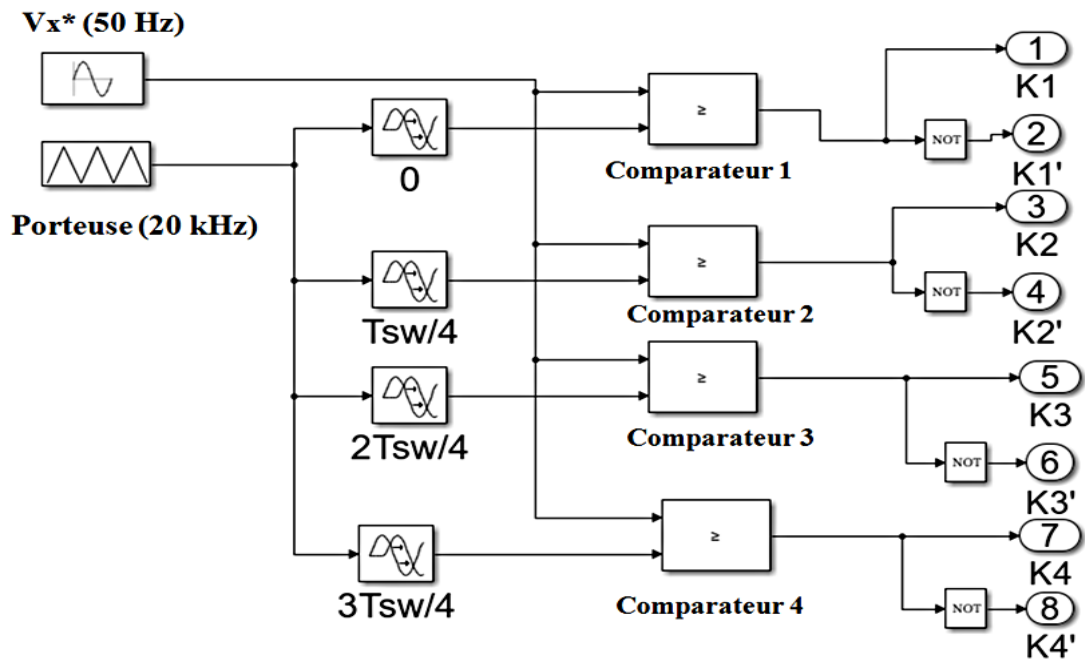 Vx* (50 Hz)
Porteuse (20 kHz)
0
Tsw/4
2Tsw/4
3Tsw/4
≥
Comparateur 1
≥
Comparateur 2
≥
Comparateur 3
≥
Comparateur 4
1
K1
NOT
2
K1'
3
K2
NOT
4
K2'
5
K3
NOT
6
K3'
7
K4
NOT
8
K4'